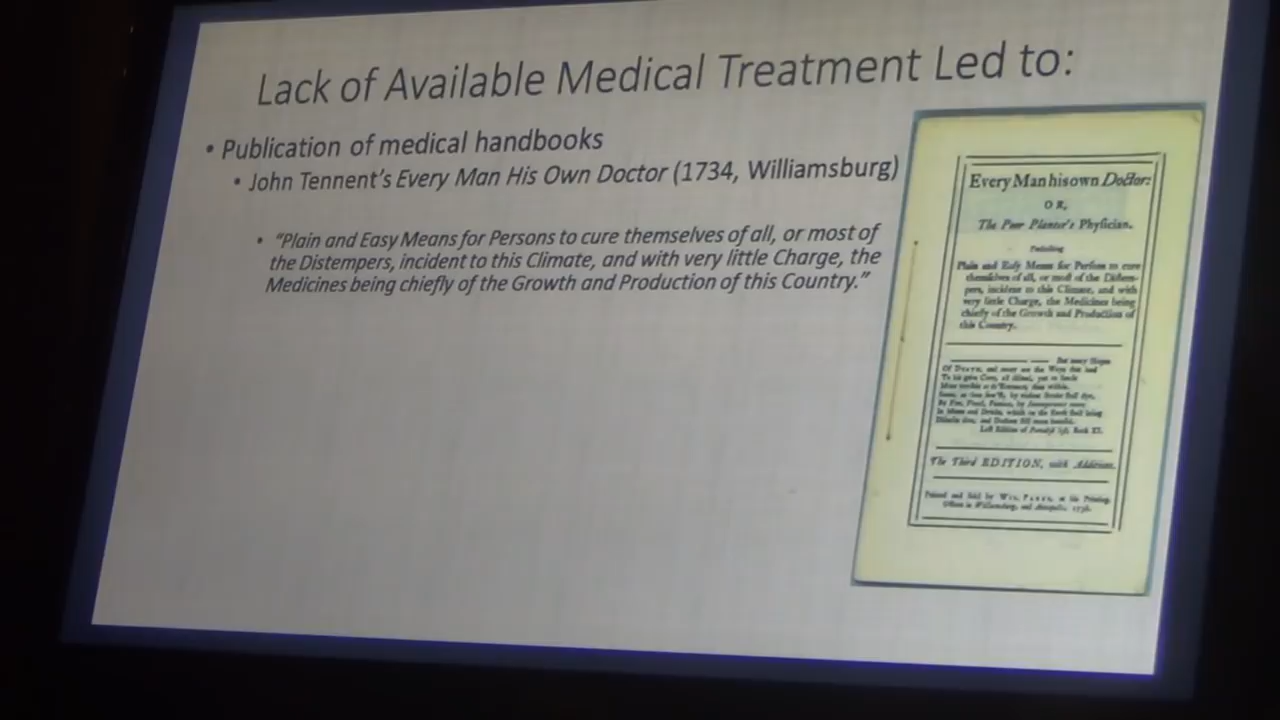 Lack of Available Medical Treatment Led to:
• Publication of medical handbooks
• John Tennent's Every Man His Own Doctor (1734, Williamsburg)
• "Plain and Easy Means for Persons to cure themselves of all, or most of
the Distempers, incident to this Climate, and with very little Charge, the
Medicines being chiefly of the Growth and Production of this Country."
Every Man his own Doctor:
OR,
The Poor Planter's Physician.
Plain and Easy Means for Persons to cure
themselves of all, or most of the Distem-
pers, incident to this Climate, and with
very little Charge, the Medicines being
chiefly of the Growth and Production of
this Country.
The Third EDITION, with Additions.
Printed and Sold by